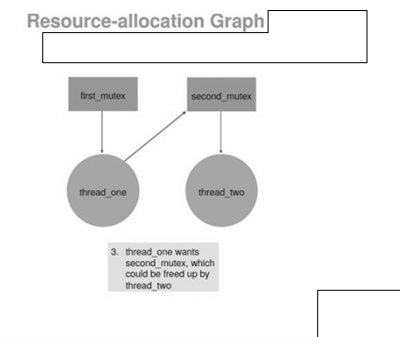 Resource-allocation Graph
first_mutex
second_mutex
thread_one
thread_two
3. thread_one wants
second_mutex, which
could be freed up by
thread_two